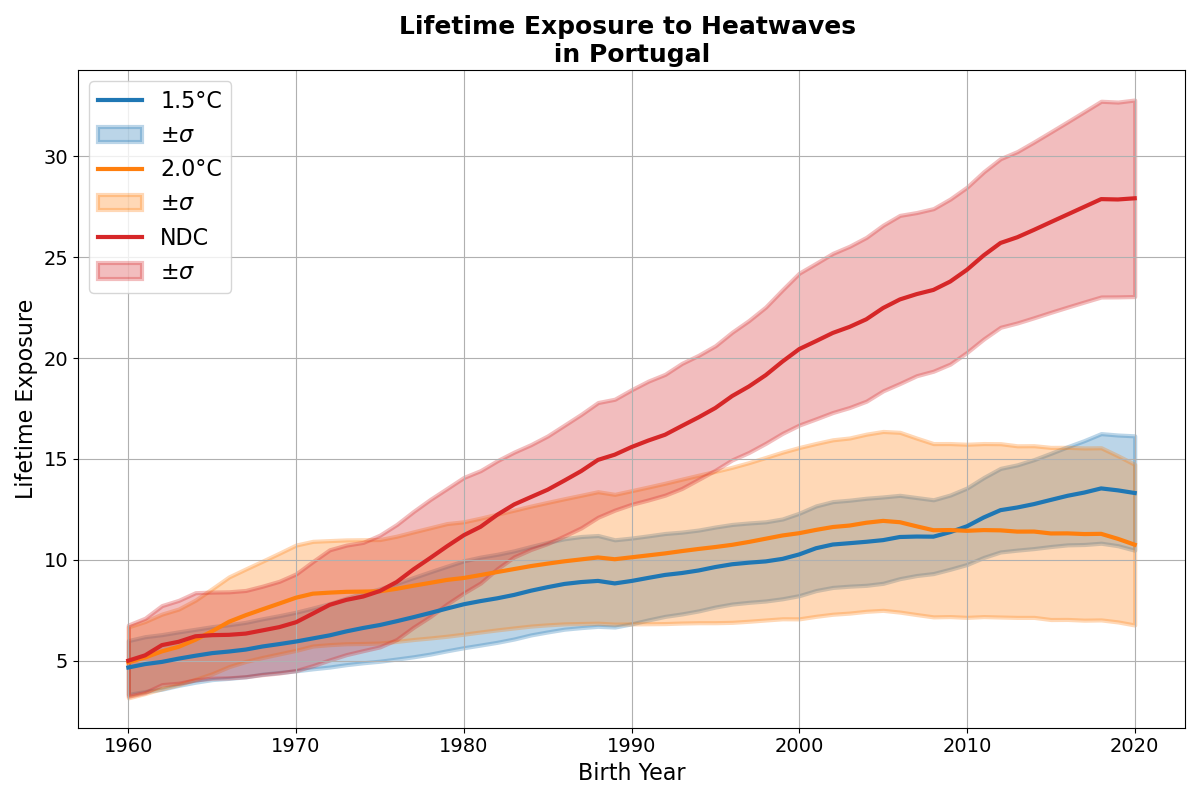 Lifetime Exposure to Heatwaves
in Portugal
1.5°C
±σ
2.0°C
±σ
NDC
±σ
Lifetime Exposure
30
25
20
15
10
5
1960 1970 1980 1990 2000 2010 2020
Birth Year